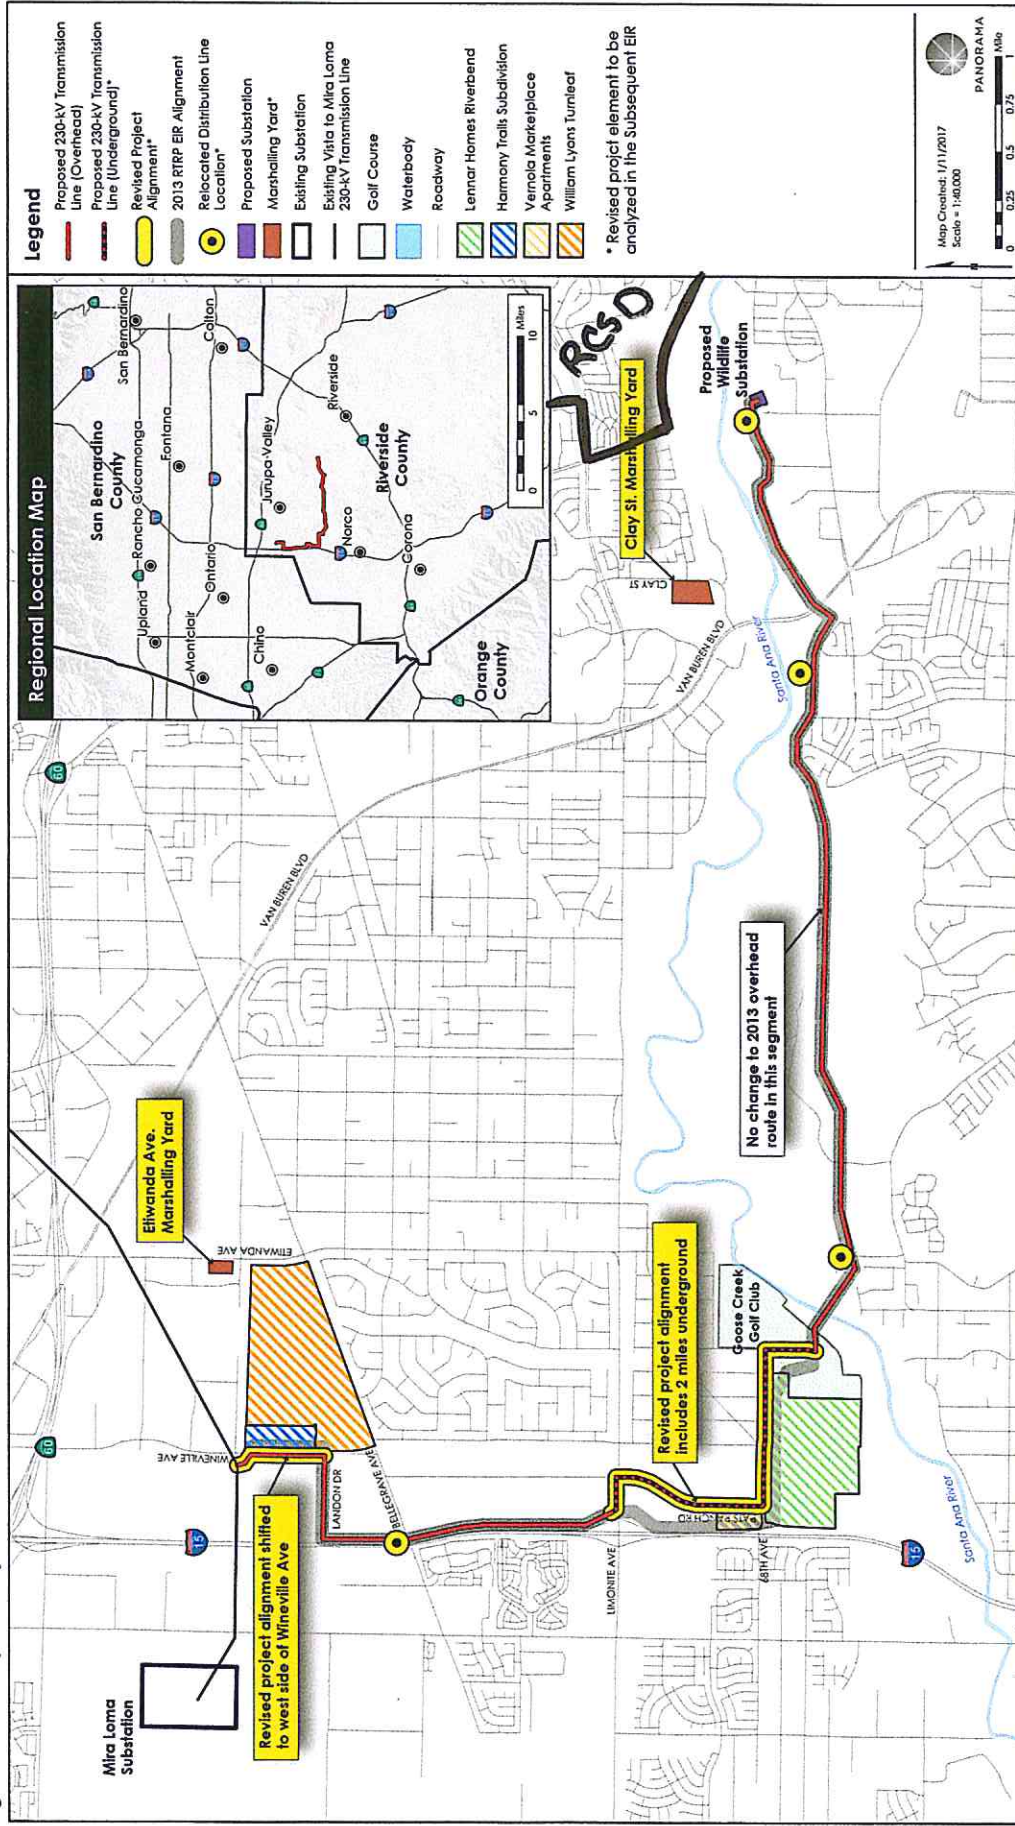 Regional Location Map
San Bernardino
County
San Bernardino
Rancho Cucamonga
Upland
Fontana
Colton
Montclair
Ontario
Chino
Jurupa Valley
Riverside
Riverside
County
Norco
Corona
Orange
County
0 5 10
Miles
60
60
15
15
Mira Loma
Substation
Etiwanda Ave.
Marshalling Yard
ETIWANDA AVE
WINEVILLE AVE
Revised project alignment shifted
to west side of Wineville Ave
LANDON DR
BELLEGRAVE AVE
VAN BUREN BLVD
VAN BUREN BLVD
LIMONITE AVE
68TH AVE
Revised project alignment
includes 2 miles underground
Goose Creek
Golf Club
Santa Ana River
Santa Ana River
No change to 2013 overhead
route in this segment
Clay St. Marshalling Yard
CLAY ST
RCSD
Proposed
Wildlife
Substation
Legend
Proposed 230-kV Transmission
Line (Overhead)
Proposed 230-kV Transmission
Line (Underground)*
Revised Project
Alignment*
2013 RTRP EIR Alignment
Relocated Distribution Line
Location*
Proposed Substation
Marshalling Yard*
Existing Substation
Existing Vista to Mira Loma
230-kV Transmission Line
Golf Course
Waterbody
Roadway
Lennar Homes Riverbend
Harmony Trails Subdivision
Vernola Marketplace
Apartments
William Lyons Turnleaf
* Revised projct element to be
analyzed in the Subsequent EIR
Map Created: 1/11/2017
Scale = 1:40,000
PANORAMA
0 0.25 0.5 0.75 1
Mile